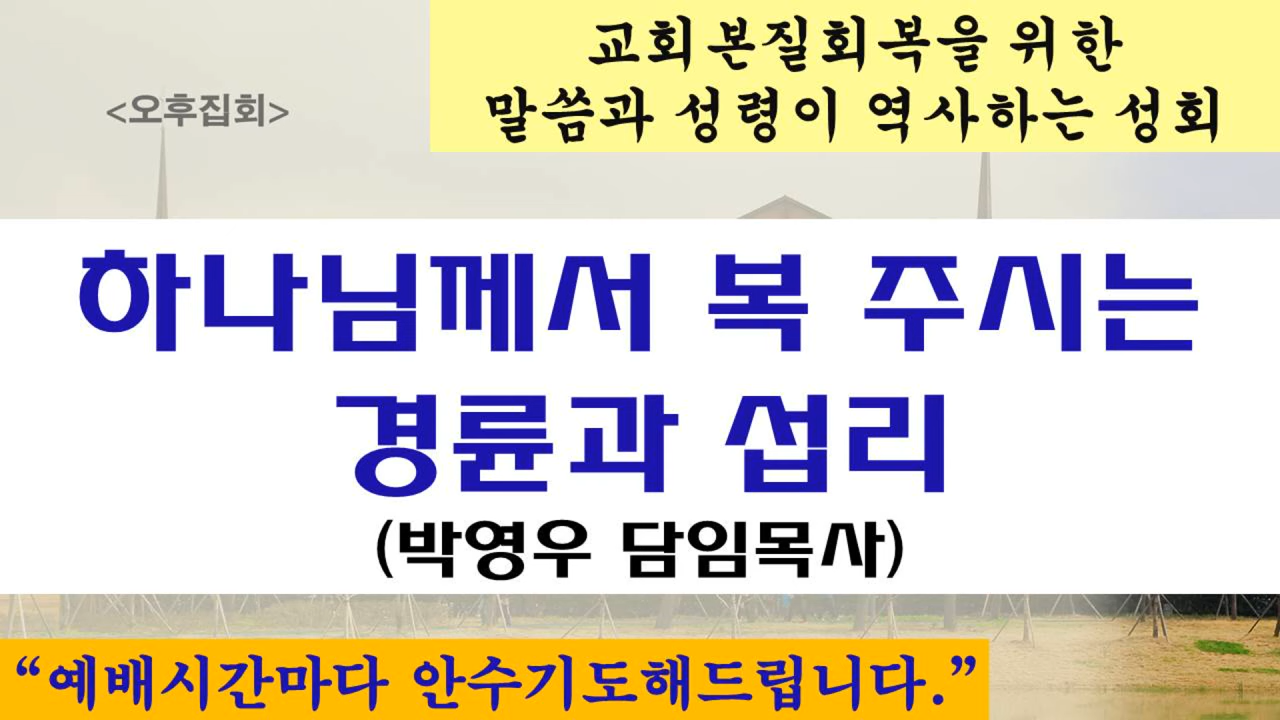 교회본질회복을 위한
말씀과 성령이 역사하는 성회
<오후집회>
하나님께서 복 주시는
경륜과 섭리
(박영우 담임목사)
“예배시간마다 안수기도해드립니다.”